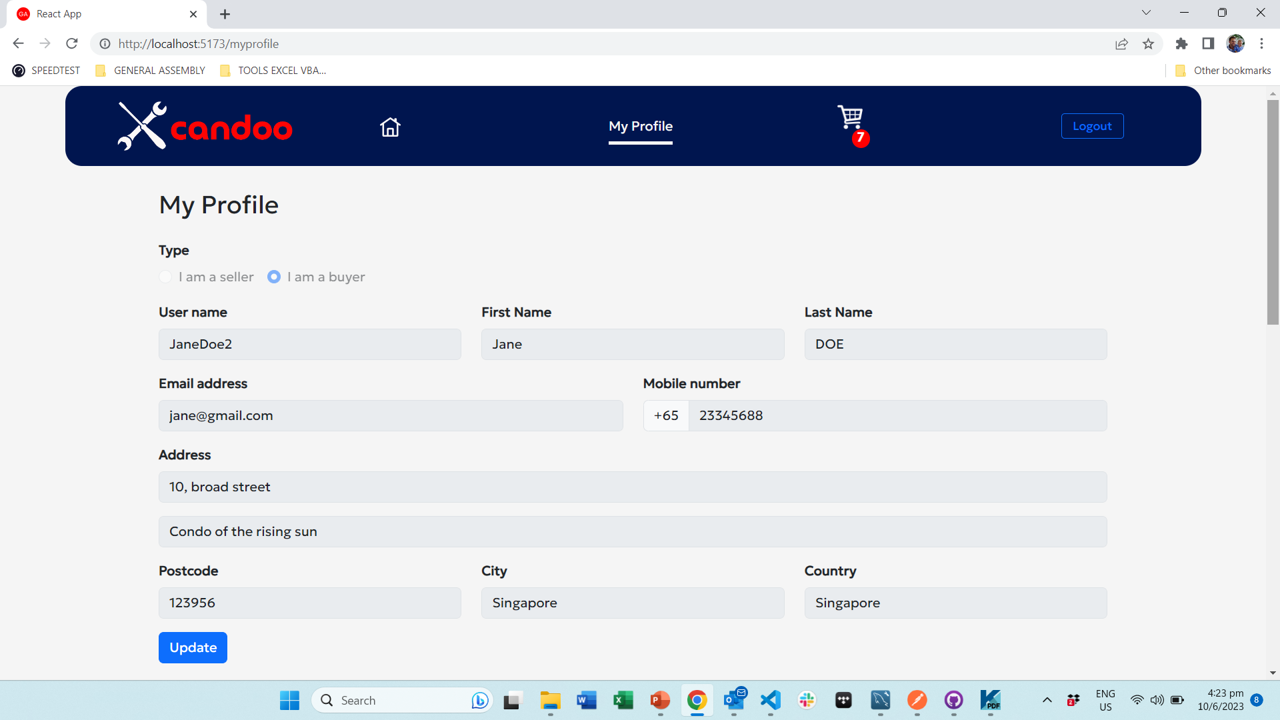 GA React App
http://localhost:5173/myprofile
SPEEDTEST GENERAL ASSEMBLY TOOLS EXCEL VBA... Other bookmarks
candoo My Profile 7 Logout
My Profile
Type
I am a seller I am a buyer
User name First Name Last Name
JaneDoe2 Jane DOE
Email address Mobile number
jane@gmail.com +65 23345688
Address
10, broad street
Condo of the rising sun
Postcode City Country
123956 Singapore Singapore
Update
Search ENG US 4:23 pm 10/6/2023 8